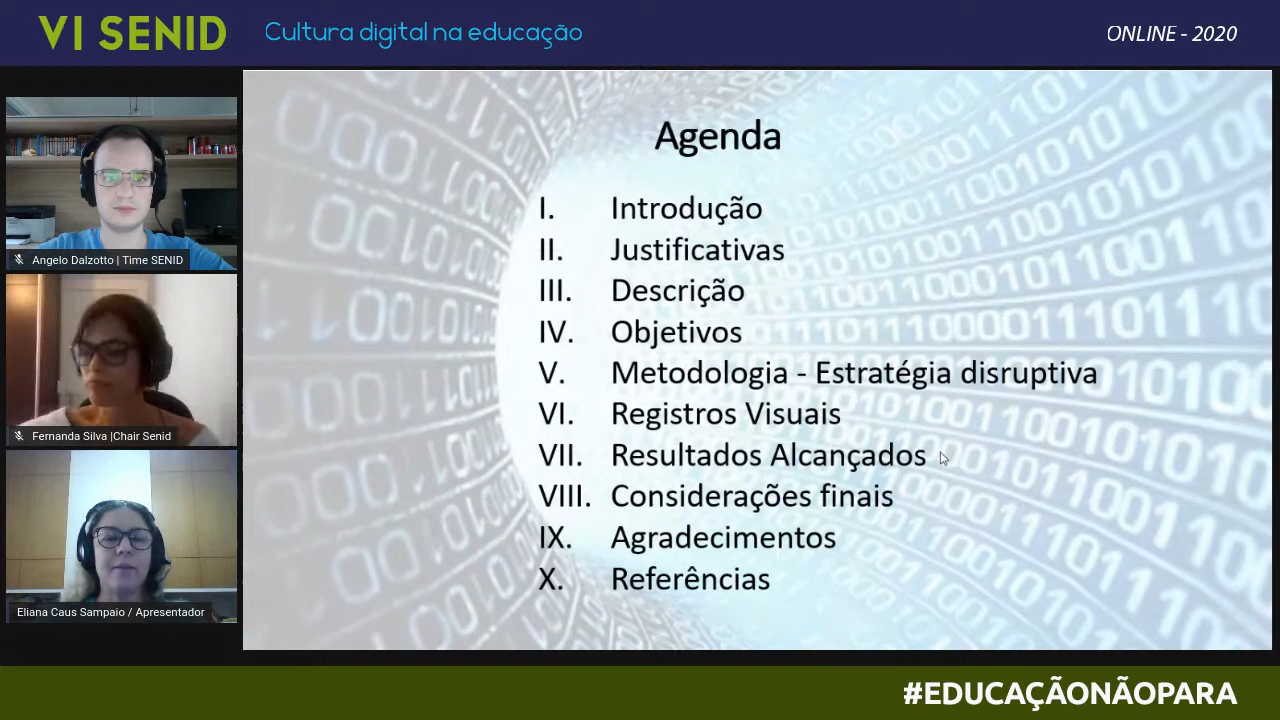 VI SENID
Cultura digital na educação
ONLINE - 2020
Angelo Dalzotto | Time SENID
Fernanda Silva |Chair Senid
Eliana Caus Sampaio / Apresentador
Agenda
I. Introdução
II. Justificativas
III. Descrição
IV. Objetivos
V. Metodologia - Estratégia disruptiva
VI. Registros Visuais
VII. Resultados Alcançados
VIII. Considerações finais
IX. Agradecimentos
X. Referências
#EDUCAÇÃONÃOPARA